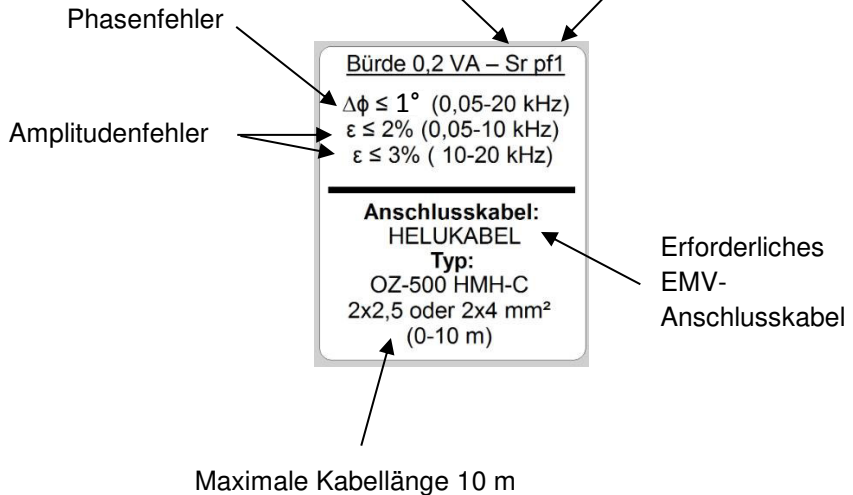 Phasenfehler
Amplitudenfehler
Bürde 0,2 VA – Sr pf1
Δϕ ≤ 1° (0,05-20 kHz)
ε ≤ 2% (0,05-10 kHz)
ε ≤ 3% ( 10-20 kHz)
Anschlusskabel:
HELUKABEL
Typ:
OZ-500 HMH-C
2x2,5 oder 2x4 mm²
(0-10 m)
Erforderliches
EMV-
Anschlusskabel
Maximale Kabellänge 10 m